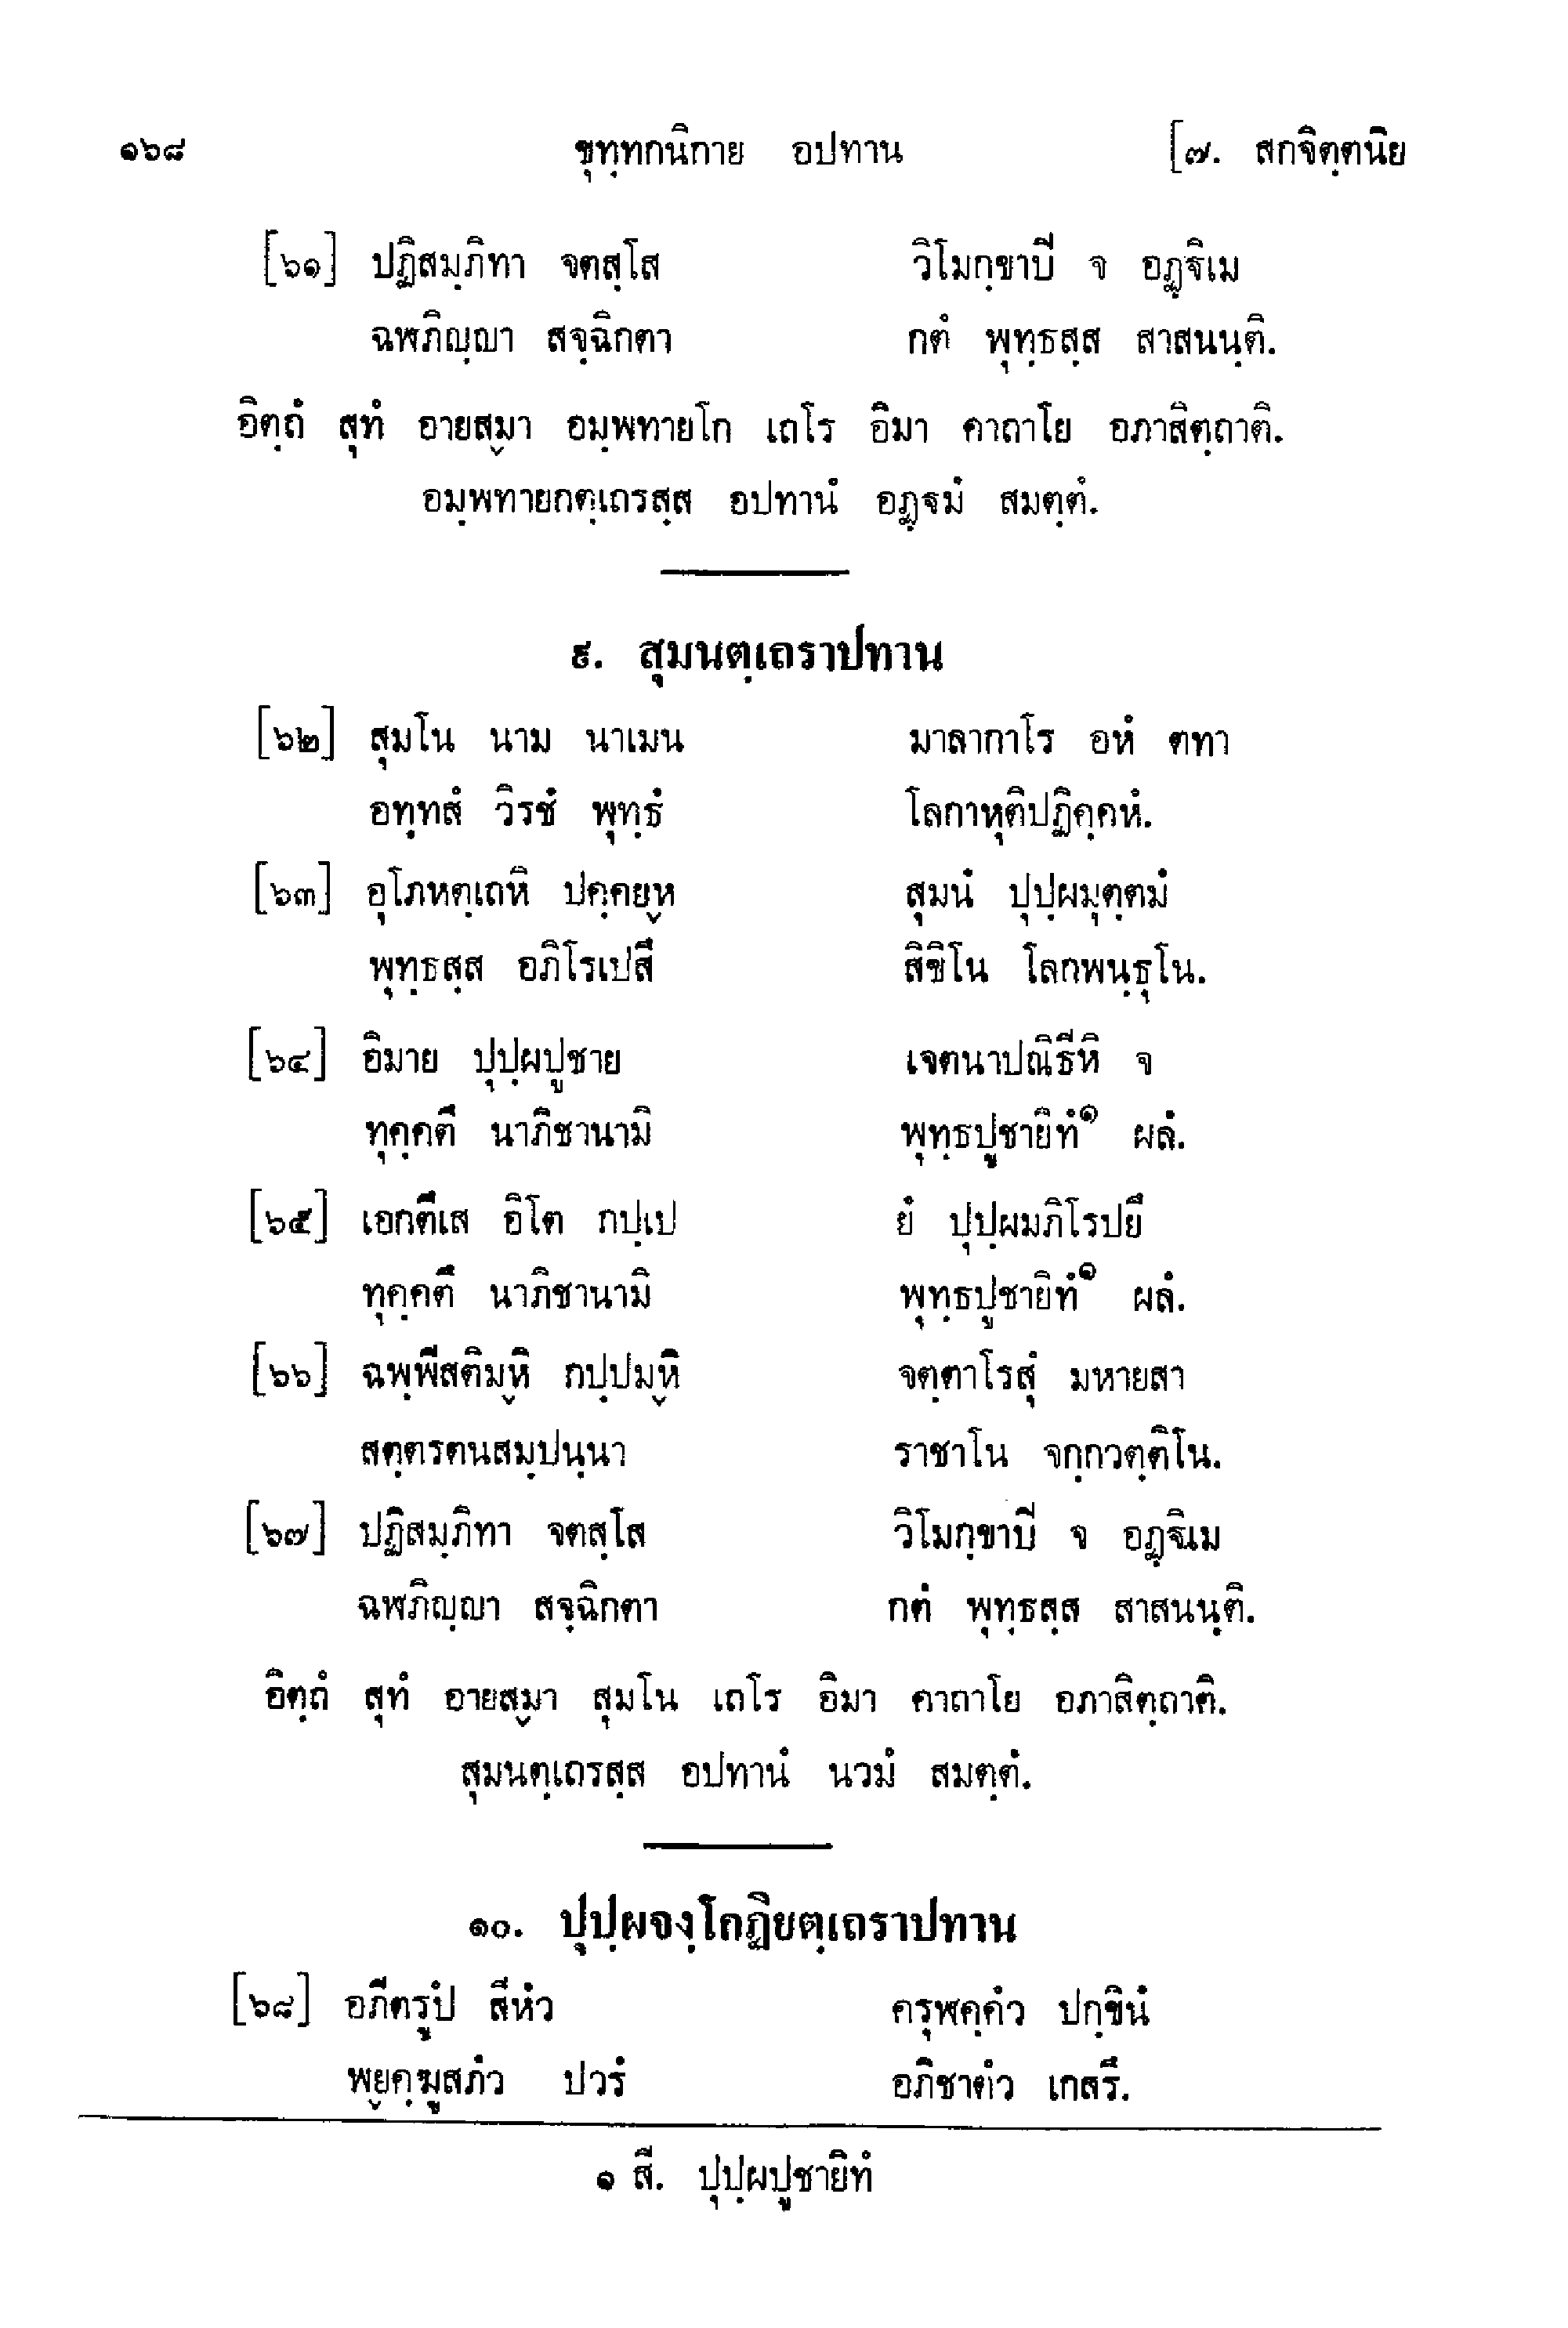 ๑๖๘ ขุทฺทกนิกาย อปทาน [๗. สกจิตฺตนิย
[๖๑] ปฏิสมฺภิทา จตสฺโส วิโมกฺขาปี จ อฏฺฐิเม
ฉฬภิญฺญา สจฺฉิกตา กตํ พุทฺธสฺส สาสนนฺติ.
อิตฺถํ สุทํ อายสฺมา อมฺพทายโก เถโร อิมา คาถาโย อภาสิตฺถาติ.
อมฺพทายกตฺเถรสฺส อปทานํ อฏฺฐมํ สมตฺตํ.
๙. สุมนตฺเถราปทาน
[๖๒] สุมโน นาม นาเมน มาลากาโร อหํ ตทา
อทฺทสํ วิรชํ พุทฺธํ โลกาหุติปฏิคฺคหํ.
[๖๓] อุโภหตฺเถหิ ปคฺคยฺห สุมนํ ปุปฺผมุตฺตมํ
พุทฺธสฺส อภิโรเปสึ สิขิโน โลกพนฺธุโน.
[๖๔] อิมาย ปุปฺผปูชาย เจตนาปณิธีหิ จ
ทุคฺคตึ นาภิชานามิ พุทฺธปูชายิทํ๑ ผลํ.
[๖๕] เอกตึเส อิโต กปฺเป ยํ ปุปฺผมภิโรปยึ
ทุคฺคตึ นาภิชานามิ พุทฺธปูชายิทํ๑ ผลํ.
[๖๖] ฉพฺพีสติมฺหิ กปฺปมฺหิ จตฺตาโรสุํ มหายสา
สตฺตรตนสมฺปนฺนา ราชาโน จกฺกวตฺติโน.
[๖๗] ปฏิสมฺภิทา จตสฺโส วิโมกฺขาปี จ อฏฺฐิเม
ฉฬภิญฺญา สจฺฉิกตา กตํ พุทฺธสฺส สาสนนฺติ.
อิตฺถํ สุทํ อายสฺมา สุมโน เถโร อิมา คาถาโย อภาสิตฺถาติ.
สุมนตฺเถรสฺส อปทานํ นวมํ สมตฺตํ.
๑๐. ปุปฺผจงฺโกฏิยตฺเถราปทาน
[๖๘] อภีตรูปํ สีหํว ครุฬคฺคํว ปกฺขินํ
พฺยคฺฆูสภํว ปวรํ อภิชาตํว เกสรึ.
๑ สี. ปุปฺผปูชายิทํ